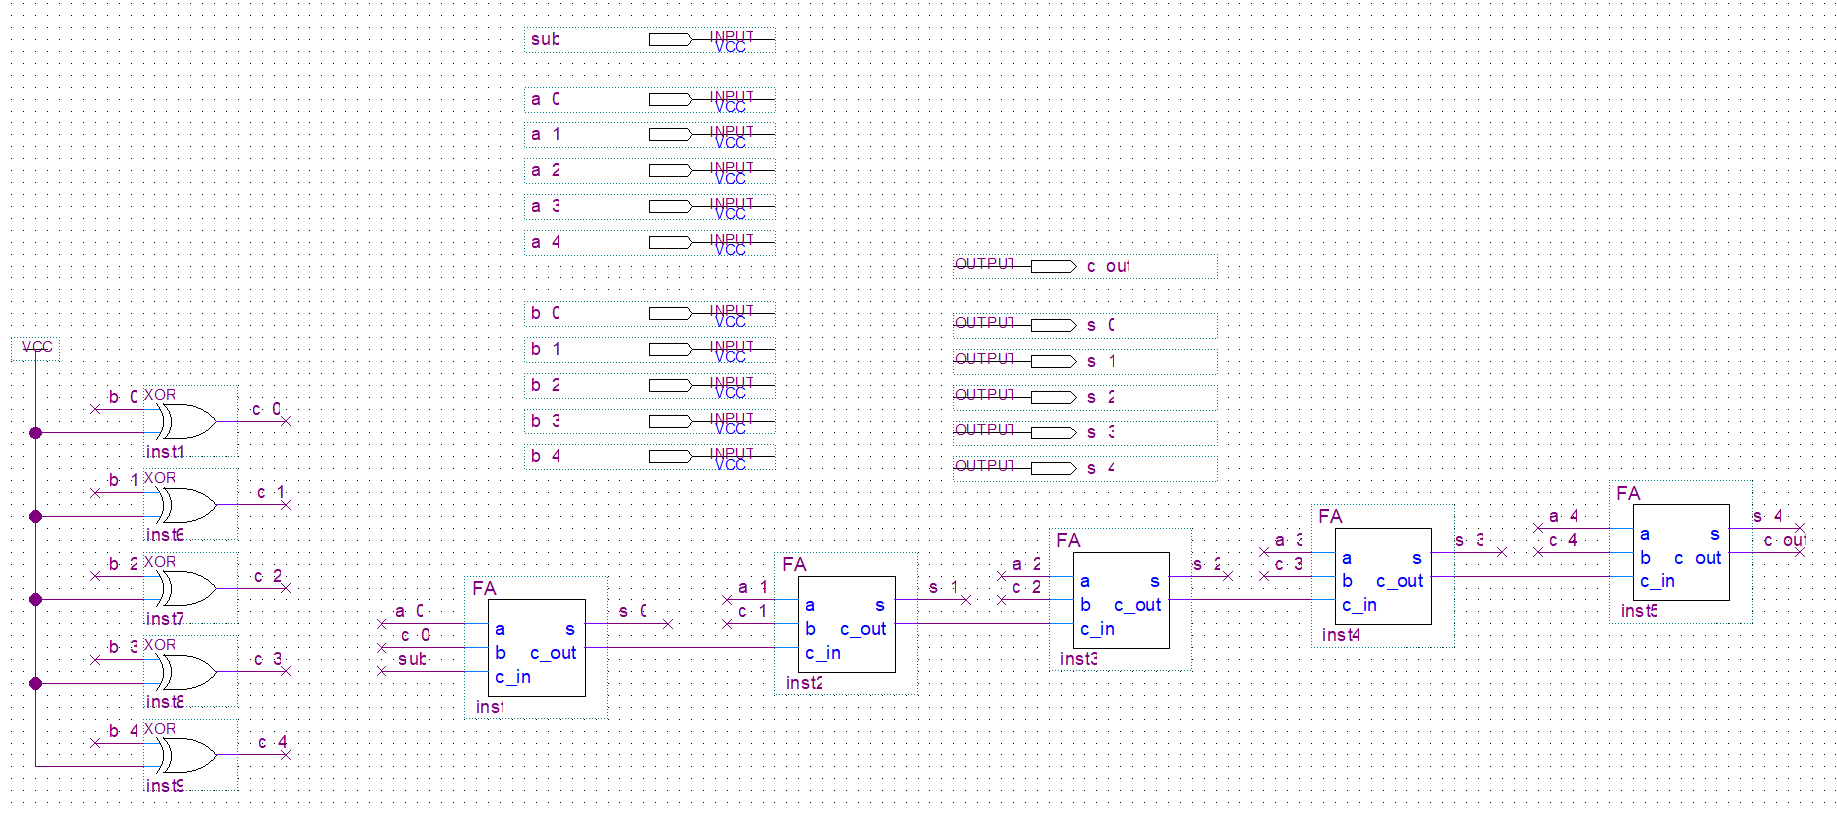 sub INPUT VCC
a 0 INPUT VCC
a 1 INPUT VCC
a 2 INPUT VCC
a 3 INPUT VCC
a 4 INPUT VCC
b 0 INPUT VCC
b 1 INPUT VCC
b 2 INPUT VCC
b 3 INPUT VCC
b 4 INPUT VCC
OUTPUT c out
OUTPUT s 0
OUTPUT s 1
OUTPUT s 2
OUTPUT s 3
OUTPUT s 4
VCC
b 0 XOR c 0
inst1
b 1 XOR c 1
inst6
b 2 XOR c 2
inst7
b 3 XOR c 3
inst8
b 4 XOR c 4
inst9
FA
a 0 a s s 0
c 0 b c_out
sub c_in
inst
FA
a 1 a s s 1
c 1 b c_out
c_in
inst2
FA
a 2 a s s 2
c 2 b c_out
c_in
inst3
FA
a 3 a s s 3
c 3 b c_out
c_in
inst4
FA
a 4 a s s 4
c 4 b c out c out
c_in
inst5